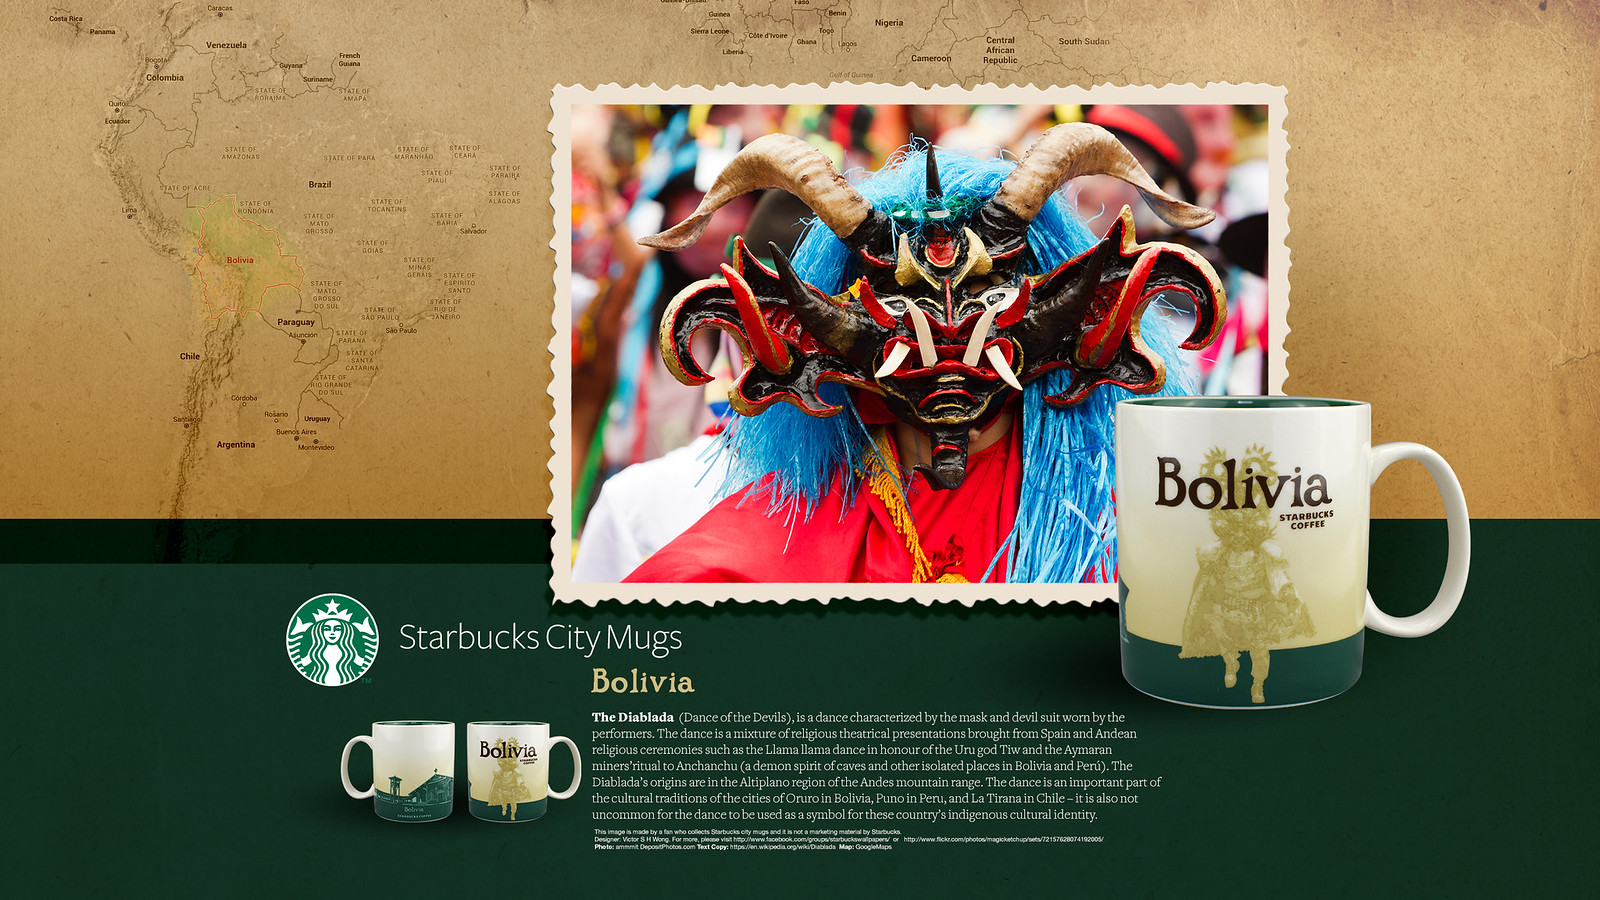 Costa Rica
Panama
Caracas
Venezuela
Bogota
Colombia
Guyana
Suriname
French
Guiana
STATE OF
RORAIMA
STATE OF
AMAPA
Quito
Ecuador
STATE OF
AMAZONAS
STATE OF PARA
STATE OF
MARANHÃO
STATE OF
CEARA
STATE OF
PIAUI
STATE OF
PARAIBA
STATE OF
ALAGOAS
STATE OF ACRE
Brazil
STATE OF
RONDÔNIA
STATE OF
TOCANTINS
STATE OF
MATO
GROSSO
STATE OF
BAHIA
Salvador
Lima
Bolivia
STATE OF
GOIAS
STATE OF
MINAS
GERAIS
STATE OF
ESPIRITO
SANTO
STATE OF
MATO
GROSSO
DO SUL
STATE OF
RIO DE
JANEIRO
STATE OF
SÃO PAULO
São Paulo
Paraguay
Asunción
STATE OF
PARANA
STATE OF
SANTA
CATARINA
Chile
STATE OF
RIO GRANDE
DO SUL
Córdoba
Santiago
Rosario
Uruguay
Buenos Aires
Montevideo
Argentina
Guinea
Sierra Leone
Liberia
Côte d'Ivoire
Faso
Ghana
Benin
Togo
Lagos
Nigeria
Cameroon
Central
African
Republic
South Sudan
Gulf of Guinea
Bolivia
STARBUCKS
COFFEE
Starbucks City Mugs
Bolivia
The Diablada (Dance of the Devils), is a dance characterized by the mask and devil suit worn by the
performers. The dance is a mixture of religious theatrical presentations brought from Spain and Andean
religious ceremonies such as the Llama llama dance in honour of the Uru god Tiw and the Aymaran
miners'ritual to Anchanchu (a demon spirit of caves and other isolated places in Bolivia and Perú). The
Diablada's origins are in the Altiplano region of the Andes mountain range. The dance is an important part of
the cultural traditions of the cities of Oruro in Bolivia, Puno in Peru, and La Tirana in Chile – it is also not
uncommon for the dance to be used as a symbol for these country's indigenous cultural identity.
This image is made by a fan who collects Starbucks city mugs and it is not a marketing material by Starbucks.
Designer: Victor S H Wong. For more, please visit http://www.facebook.com/groups/starbuckswallpapers/ or http://www.flickr.com/photos/magicketchup/sets/72157628074192005/
Photo: ammmit DepositPhotos.com Text Copy: https://en.wikipedia.org/wiki/Diablada Map: GoogleMaps
Bolivia
STARBUCKS COFFEE
Bolivia
STARBUCKS
COFFEE
TM